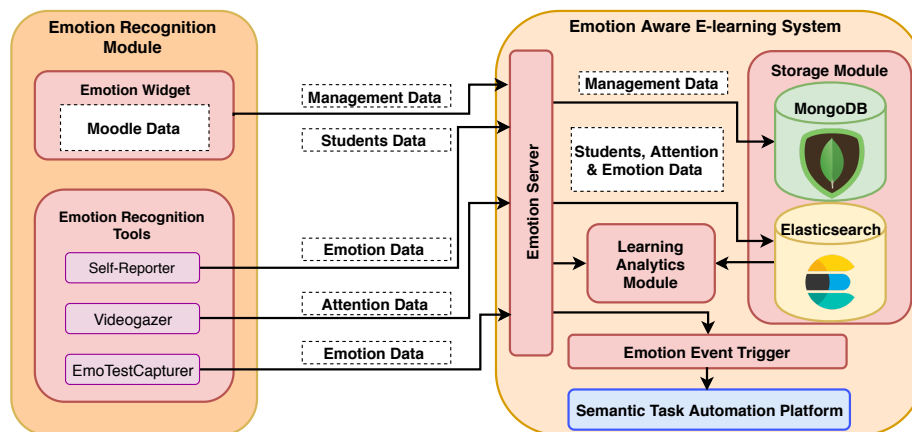 Emotion Recognition
Module
Emotion Widget
Moodle Data
Emotion Recognition
Tools
Self-Reporter
Videogazer
EmoTestCapturer
Management Data
Students Data
Emotion Data
Attention Data
Emotion Data
Emotion Aware E-learning System
Emotion Server
Management Data
Students, Attention
& Emotion Data
Learning
Analytics
Module
Storage Module
MongoDB
Elasticsearch
Emotion Event Trigger
Semantic Task Automation Platform